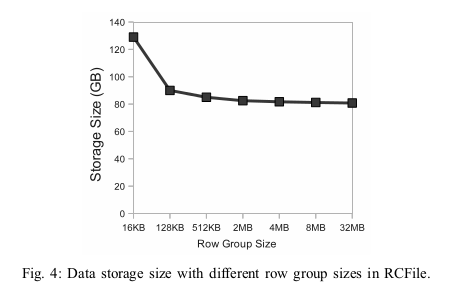 140
120
100
80
60
40
20
0
Storage Size (GB)
16KB 128KB 512KB 2MB 4MB 8MB 32MB
Row Group Size
Fig. 4: Data storage size with different row group sizes in RCFile.